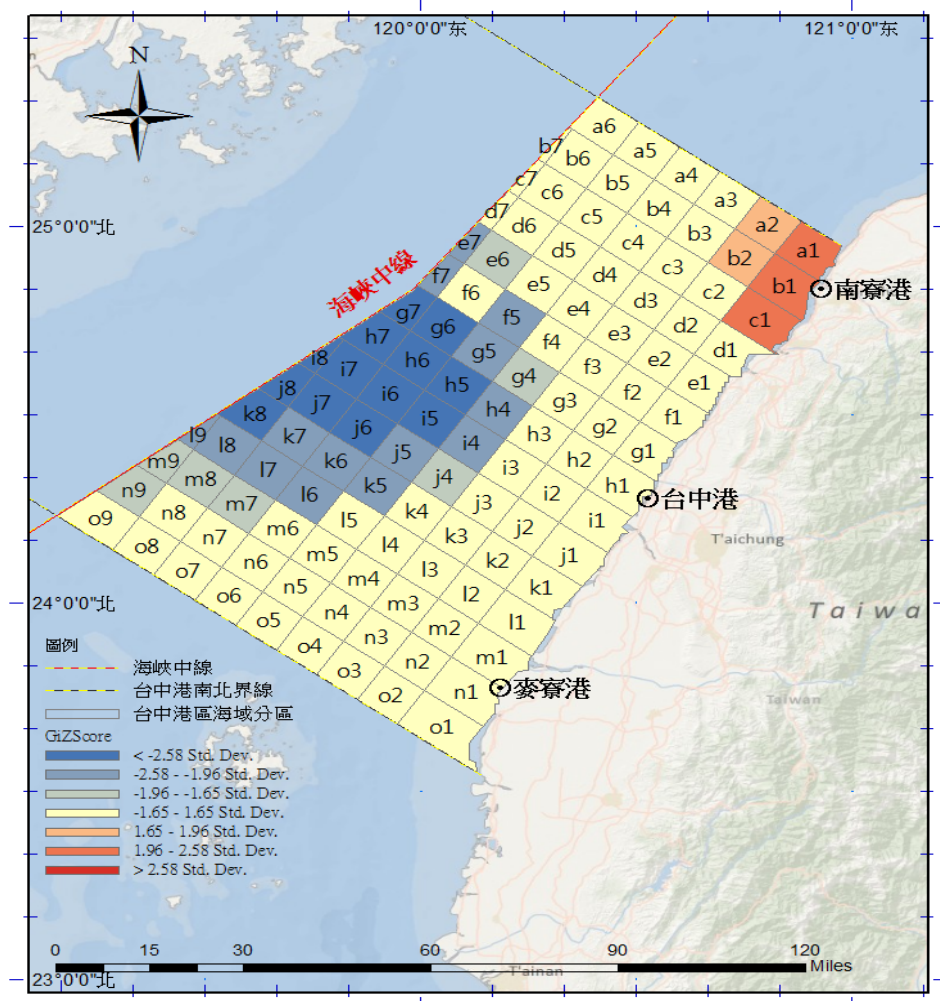 120°0'0"东
121°0'0"东
N
a6
b7
a5
b6
a4
c7
b5
c6
a3
b4
d7
c5
a2
d6
b3
e7
c4
a1
d5
b2
e6
25°0'0"北
c3
f7
d4
b1
e5
c2
f6
南寮港
海峽中線
d3
e4
g7
f5
c1
g6
d2
e3
h7
f4
d1
g5
e2
i8
h6
f3
i7
g4
e1
h5
f2
j8
i6
g3
j7
h4
f1
k8
i5
g2
j6
h3
l9
k7
i4
g1
l8
j5
h2
m9
k6
i3
l7
j4
m8
h1
k5
i2
n9
l6
台中港
m7
j3
k4
i1
o9
n8
l5
j2
m6
k3
n7
T'aichung
l4
o8
m5
j1
k2
n6
l3
o7
m4
k1
n5
l2
o6
24°0'0"北
m3
n4
Taiwa
o5
l1
m2
n3
圖例
o4
m1
n2
海峽中線
o3
n1
麥寮港
台中港南北界線
o2
Taiwan
台中港區海域分區
o1
GiZScore
< -2.58 Std. Dev.
-2.58 - -1.96 Std. Dev.
-1.96 - -1.65 Std. Dev.
-1.65 - 1.65 Std. Dev.
1.65 - 1.96 Std. Dev.
1.96 - 2.58 Std. Dev.
> 2.58 Std. Dev.
0 15 30 60 90 120
Miles
T'ainan
23°0'0"北